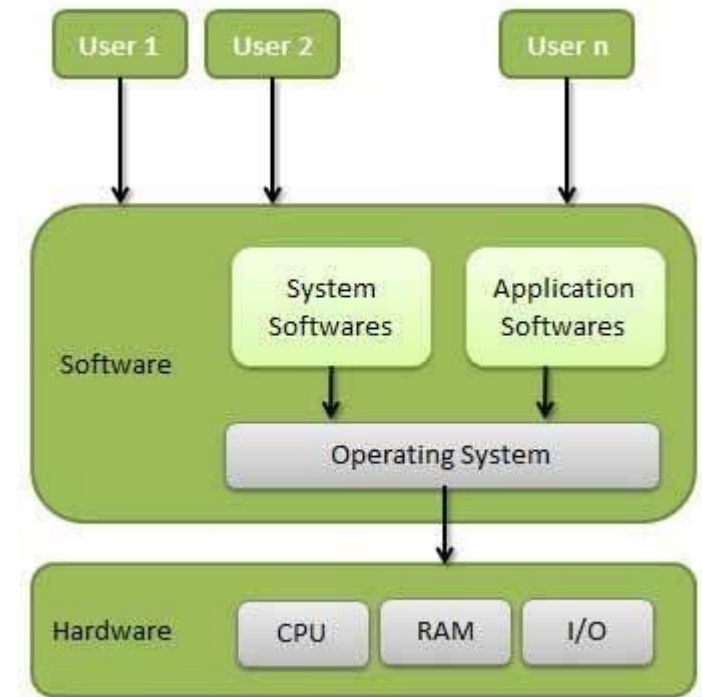 User 1
User 2
User n
System
Softwares
Application
Softwares
Software
Operating System
Hardware
CPU
RAM
I/O